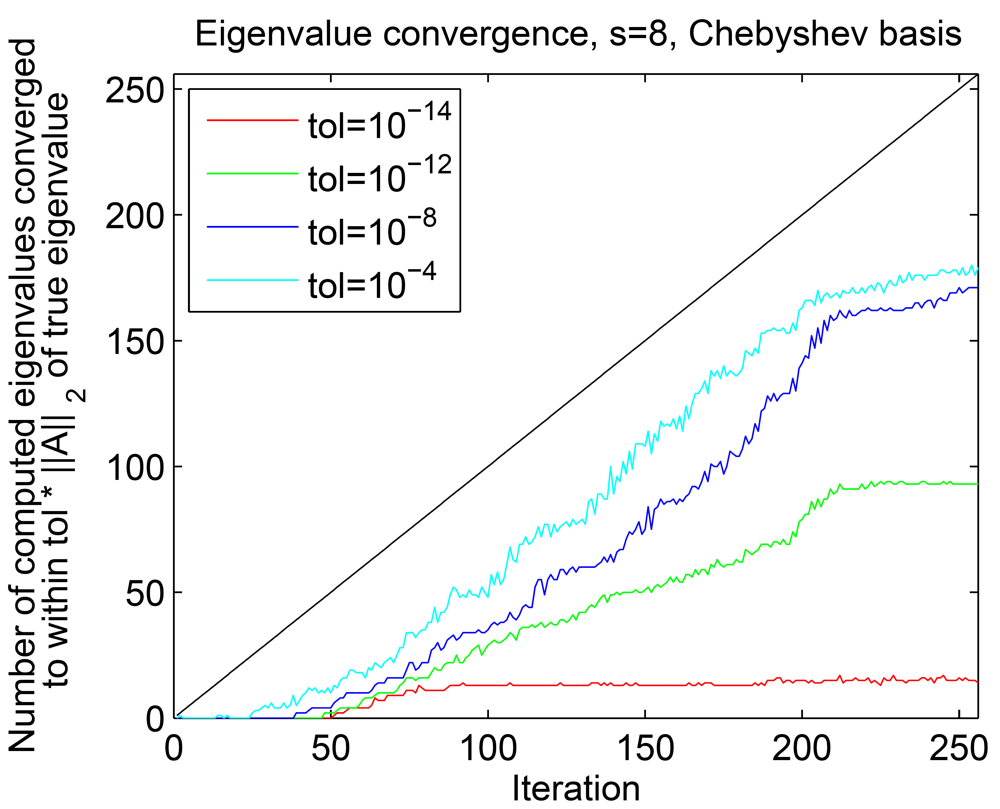 Eigenvalue convergence, s=8, Chebyshev basis
Number of computed eigenvalues converged
to within tol * ||A||₂ of true eigenvalue
250
200
150
100
50
0
tol=10⁻¹⁴
tol=10⁻¹²
tol=10⁻⁸
tol=10⁻⁴
0 50 100 150 200 250
Iteration